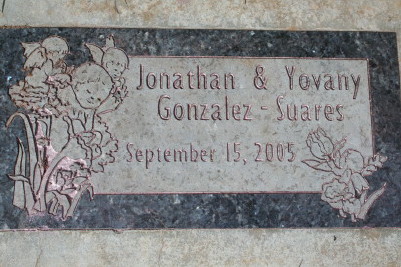 Jonathan & Yovany
Gonzalez - Suares
September 15, 2005